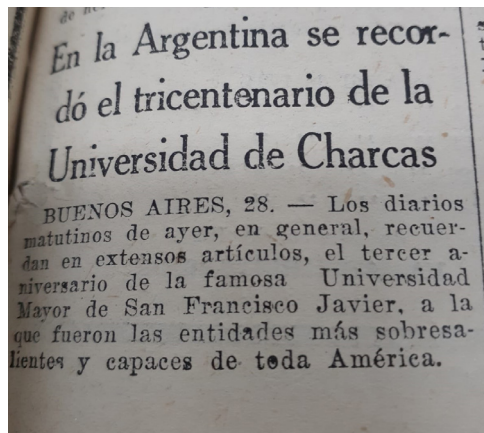 En la Argentina se recor-
dó el tricentenario de la
Universidad de Charcas
BUENOS AIRES, 28. — Los diarios
matutinos de ayer, en general, recuer-
dan en extensos artículos, el tercer a-
niversario de la famosa Universidad
Mayor de San Francisco Javier, a la
que fueron las entidades más sobresa-
lientes y capaces de toda América.